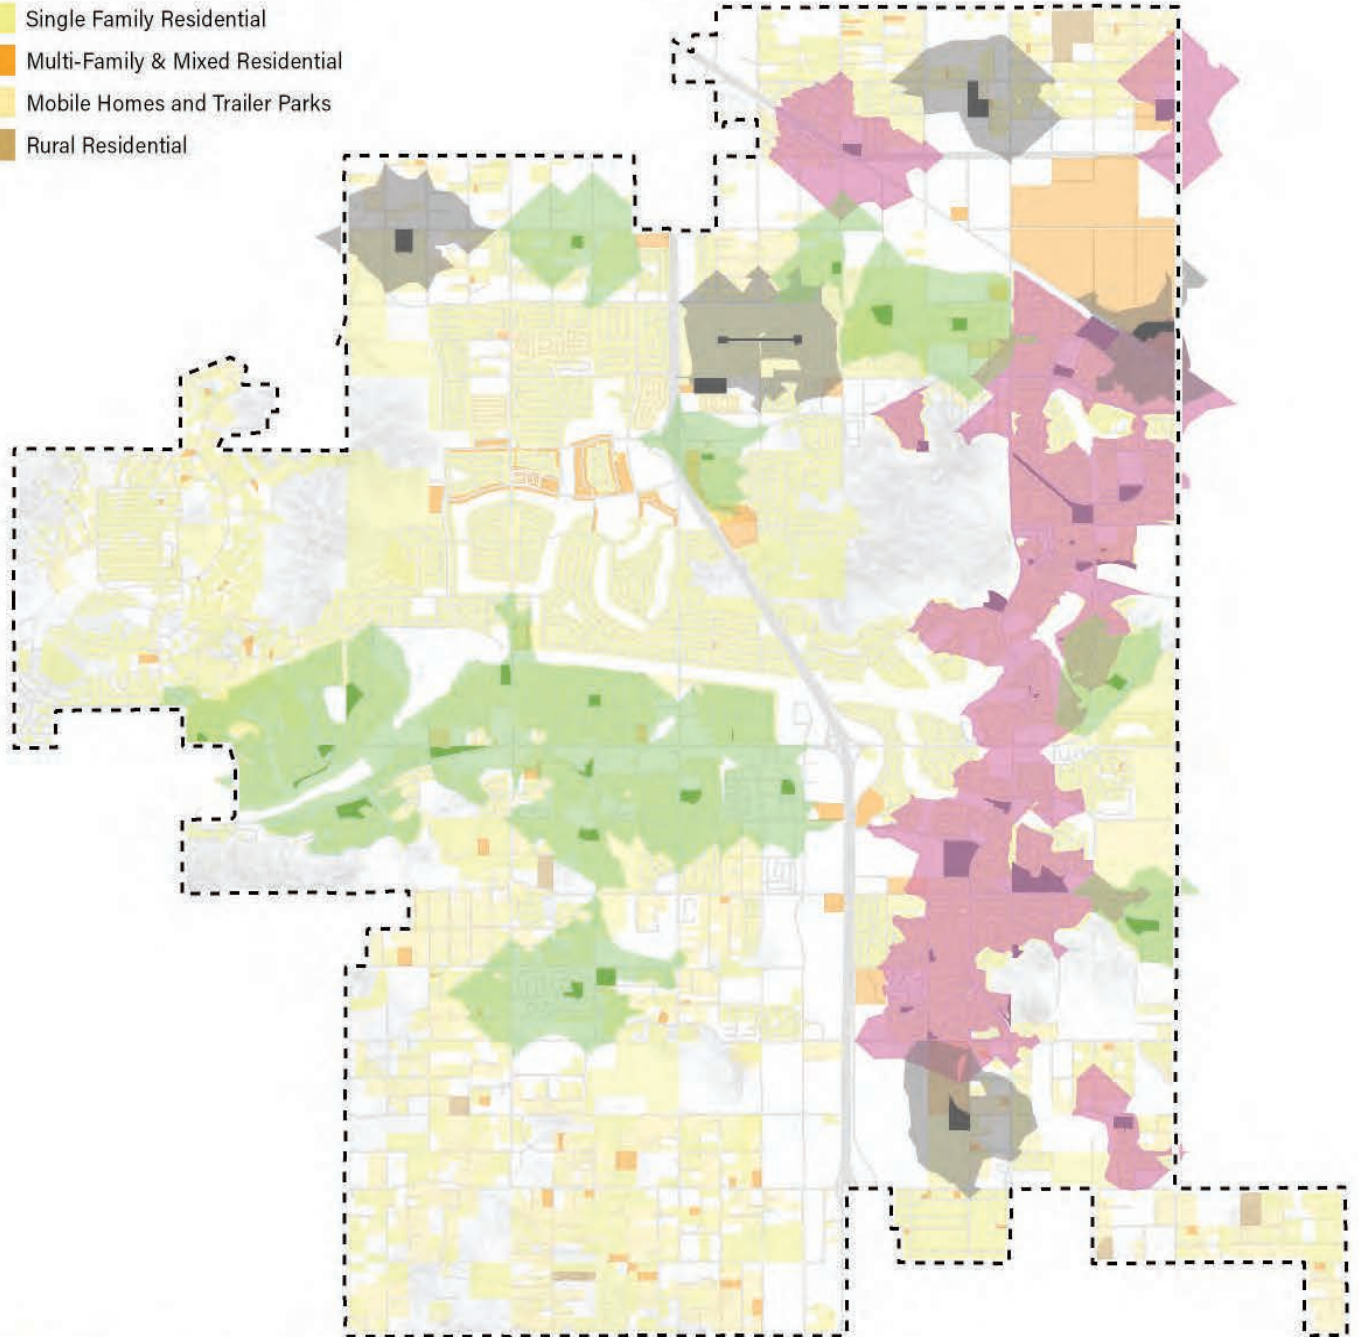 Single Family Residential
Multi-Family & Mixed Residential
Mobile Homes and Trailer Parks
Rural Residential